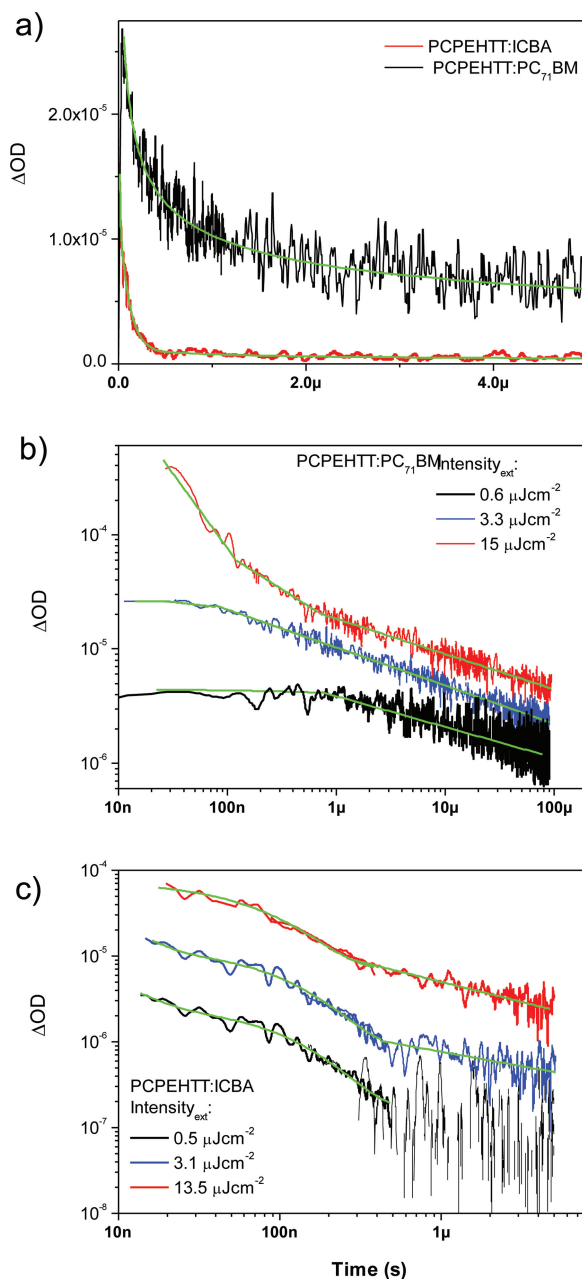 a)
PCPEHTT:ICBA
PCPEHTT:PC₇₁BM
2.0x10⁻⁵
1.0x10⁻⁵
0.0
ΔOD
0.0 2.0µ 4.0µ
b)
PCPEHTT:PC₇₁BM Intensityₑₓₜ:
0.6 µJcm⁻²
3.3 µJcm⁻²
15 µJcm⁻²
10⁻⁴
10⁻⁵
10⁻⁶
ΔOD
10n 100n 1µ 10µ 100µ
c)
10⁻⁴
10⁻⁵
10⁻⁶
10⁻⁷
10⁻⁸
ΔOD
PCPEHTT:ICBA
Intensityₑₓₜ:
0.5 µJcm⁻²
3.1 µJcm⁻²
13.5 µJcm⁻²
10n 100n 1µ
Time (s)